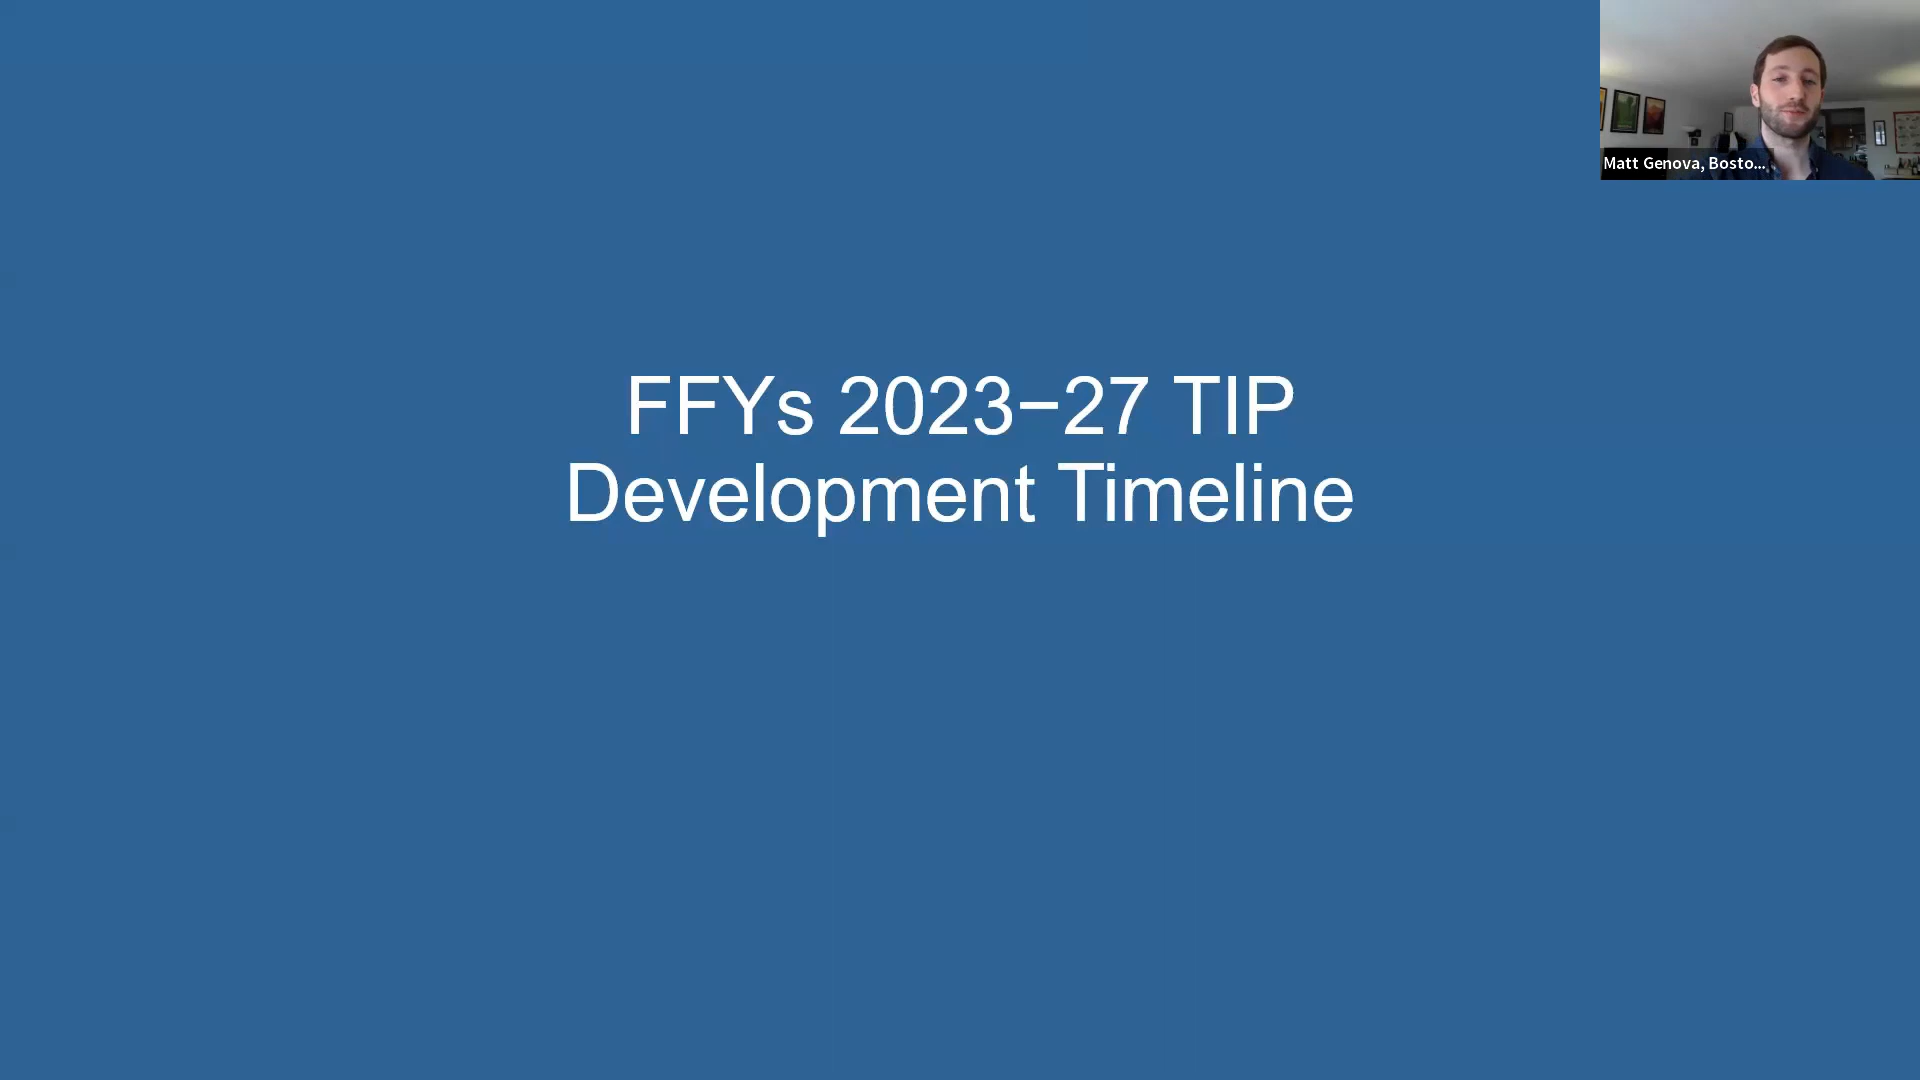 FFYs 2023−27 TIP
Development Timeline
Matt Genova, Bosto...